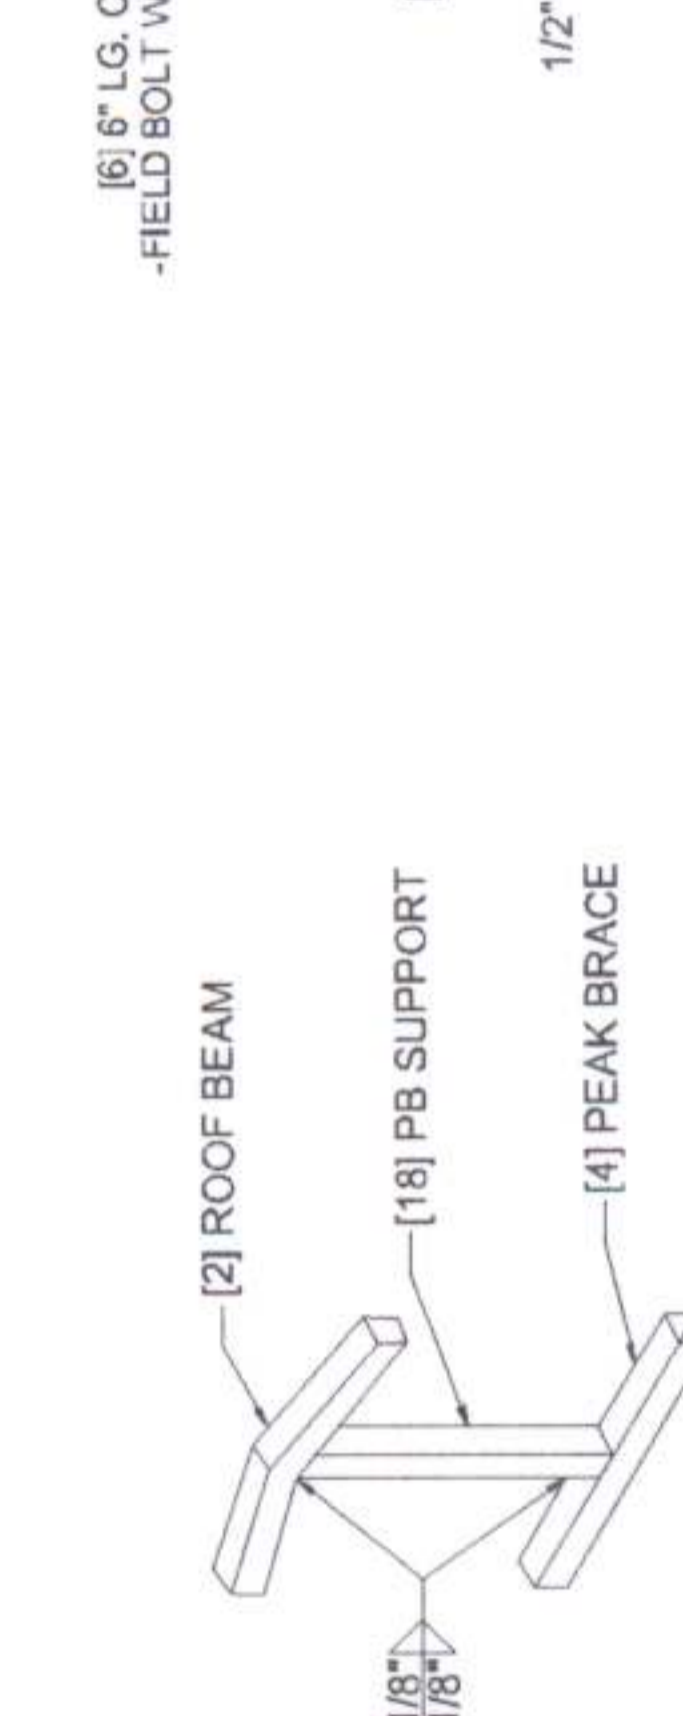 [6] 6" LG.
-FIELD BOLT
1/2"
[2] ROOF BEAM
[18] PB SUPPORT
[4] PEAK BRACE
1/8"
1/8"